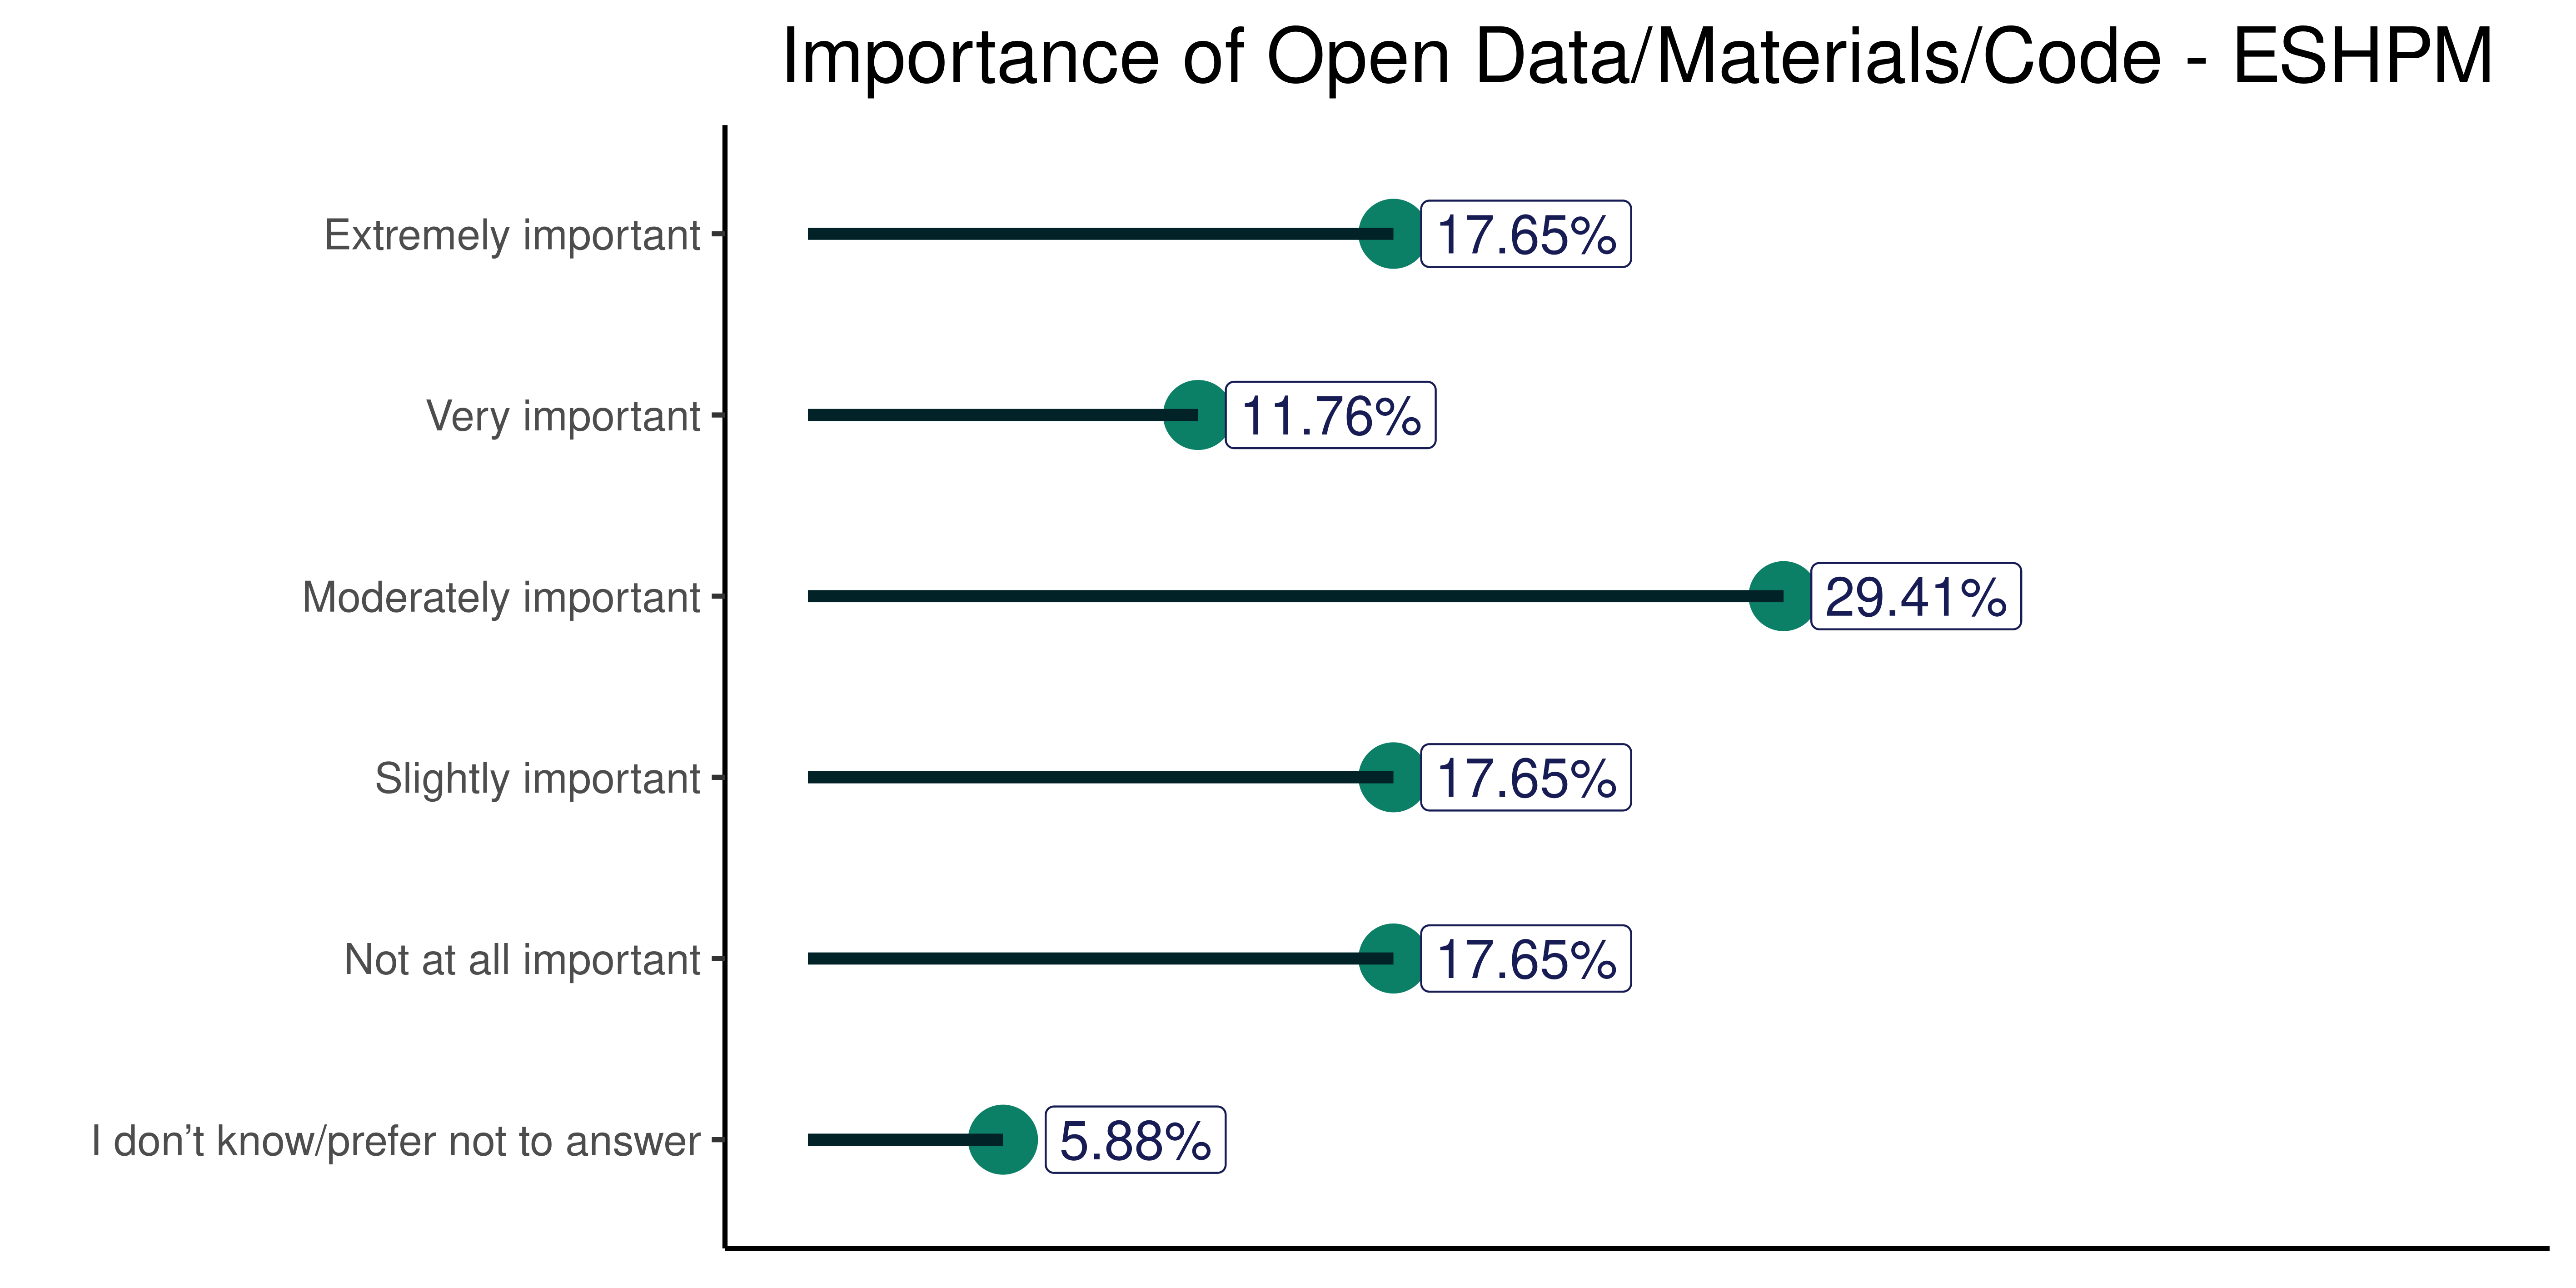 Importance of Open Data/Materials/Code - ESHPM
Extremely important
17.65%
Very important
11.76%
Moderately important
29.41%
Slightly important
17.65%
Not at all important
17.65%
I don’t know/prefer not to answer
5.88%